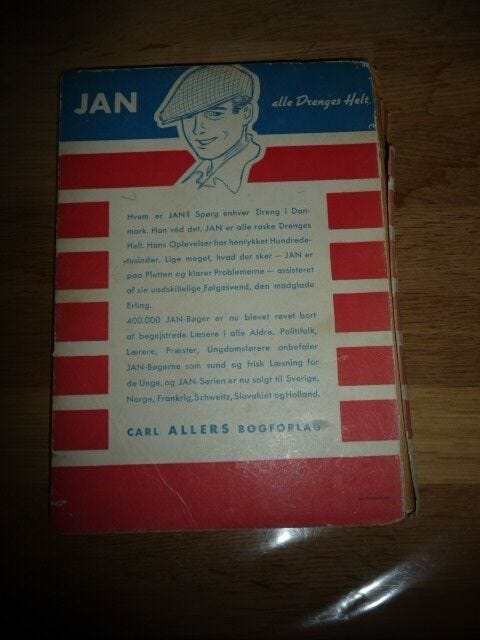 JAN
alle Drenges Helt
Hvem er JAN? Spørg enhver Dreng i Dan-
mark. Han véd det. JAN er alle raske Drenges
Helt. Hans Oplevelser har henrykket Hundrede-
tusinder. Lige meget, hvad der sker — JAN er
paa Pletten og klarer Problemerne — assisteret
af sin uadskillelige Følgesvend, den madglade
Erling.
400.000 JAN-Bøger er nu blevet revet bort
af begejstrede Læsere i alle Aldre. Politifolk,
Lærere, Præster, Ungdomsførere anbefaler
JAN-Bøgerne som sund og frisk Læsning for
de Unge, og JAN-Serien er nu solgt til Sverige,
Norge, Frankrig, Schweitz, Slovakiet og Holland.
CARL ALLERS BOGFORLAG